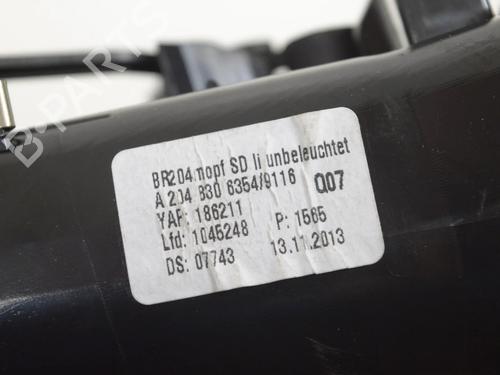 BR204 mopf SD li unbeleuchtet
A 204 830 6354/9116 Q07
YAP: 186211
Lfd: 1045248 P: 1565
DS: 07743 13.11.2013
B-PARTS